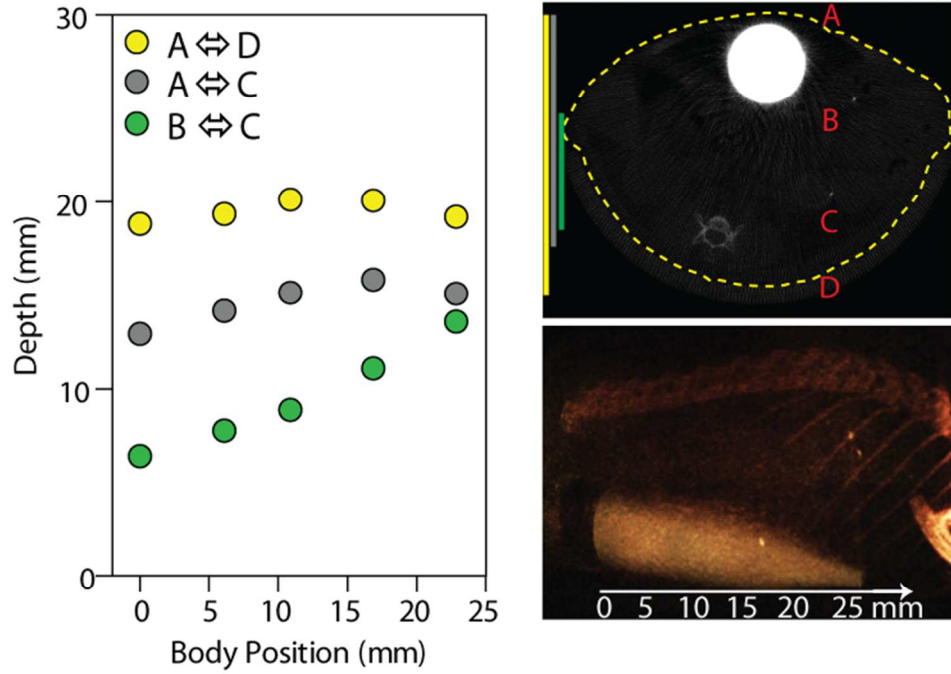 30
20
10
0
Depth (mm)
A ⇔ D
A ⇔ C
B ⇔ C
0 5 10 15 20 25
Body Position (mm)
A
B
C
D
0 5 10 15 20 25 mm